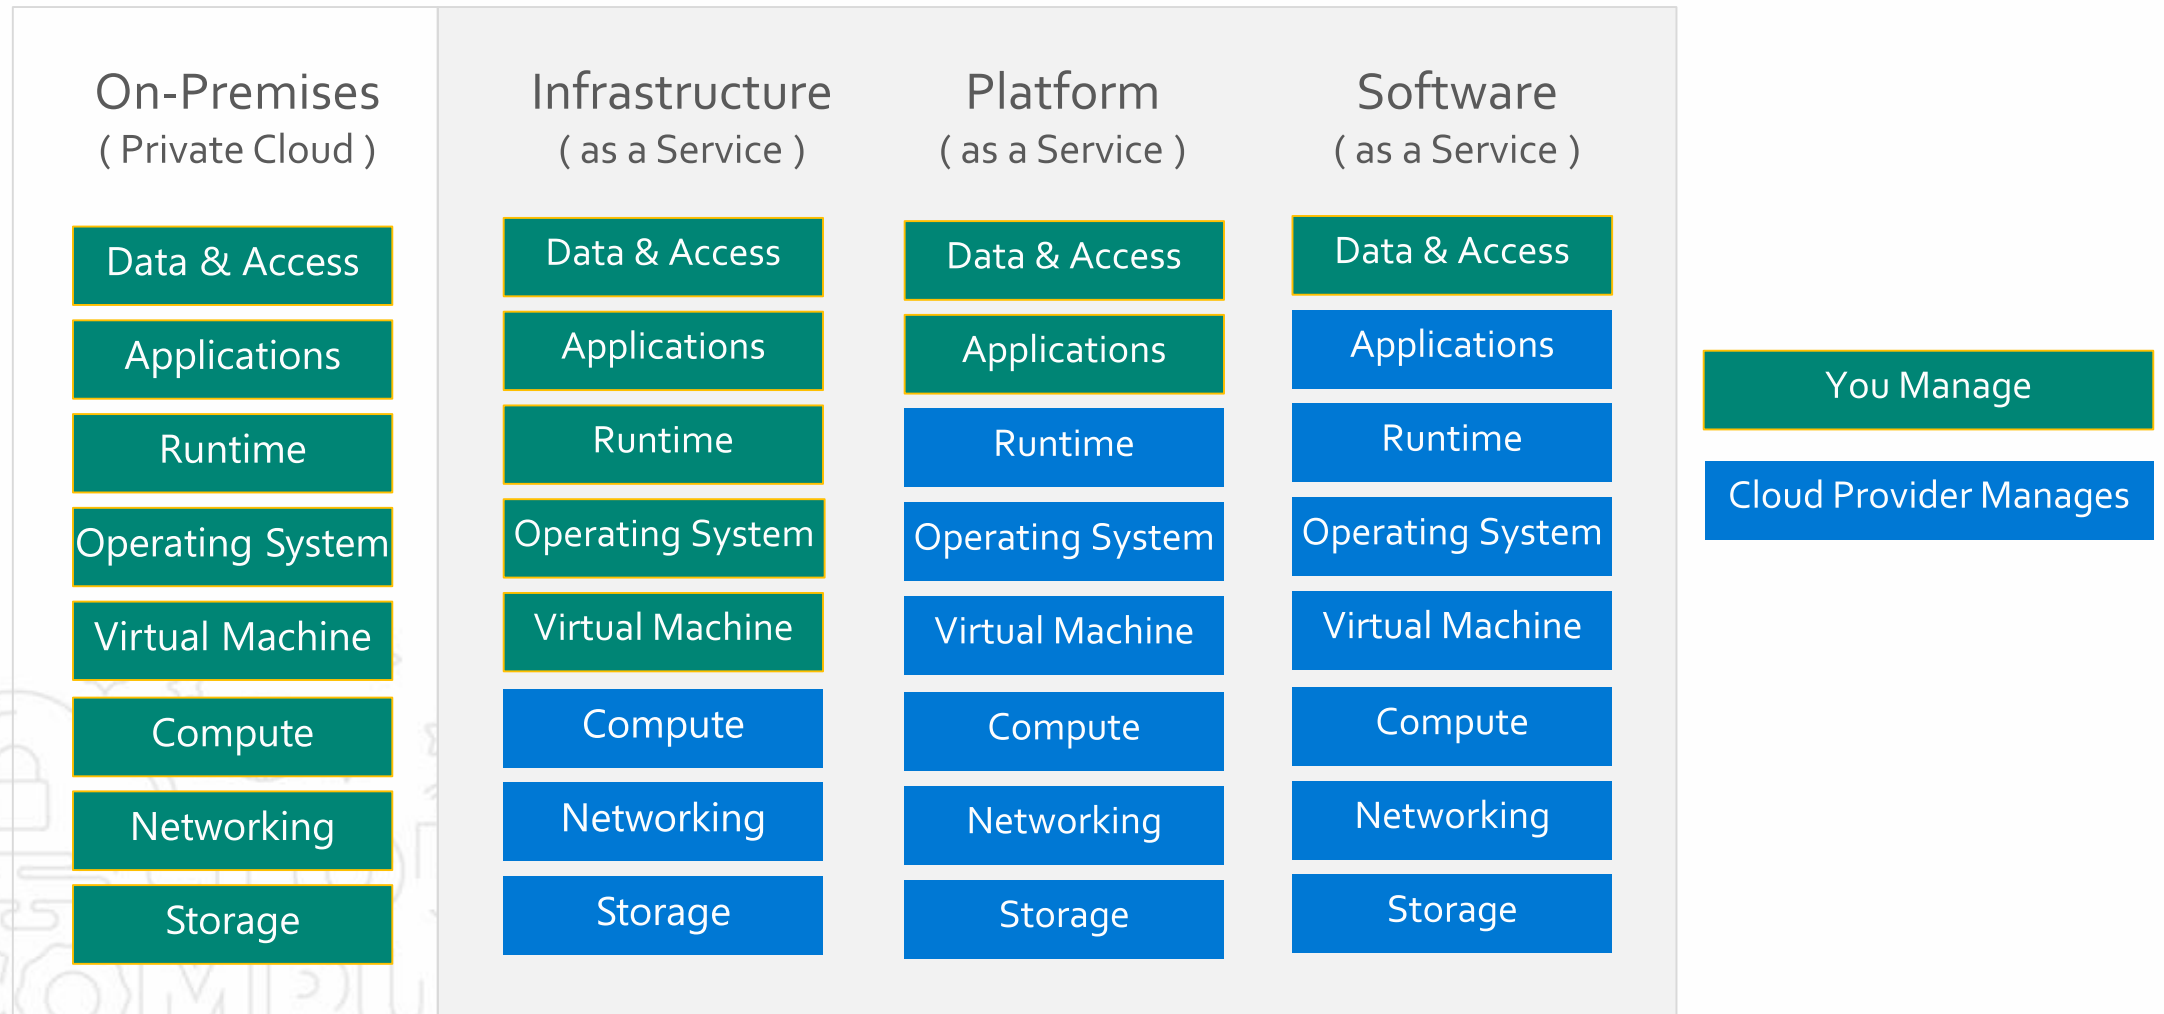 On-Premises
( Private Cloud )
Data & Access
Applications
Runtime
Operating System
Virtual Machine
Compute
Networking
Storage
Infrastructure
( as a Service )
Data & Access
Applications
Runtime
Operating System
Virtual Machine
Compute
Networking
Storage
Platform
( as a Service )
Data & Access
Applications
Runtime
Operating System
Virtual Machine
Compute
Networking
Storage
Software
( as a Service )
Data & Access
Applications
Runtime
Operating System
Virtual Machine
Compute
Networking
Storage
You Manage
Cloud Provider Manages